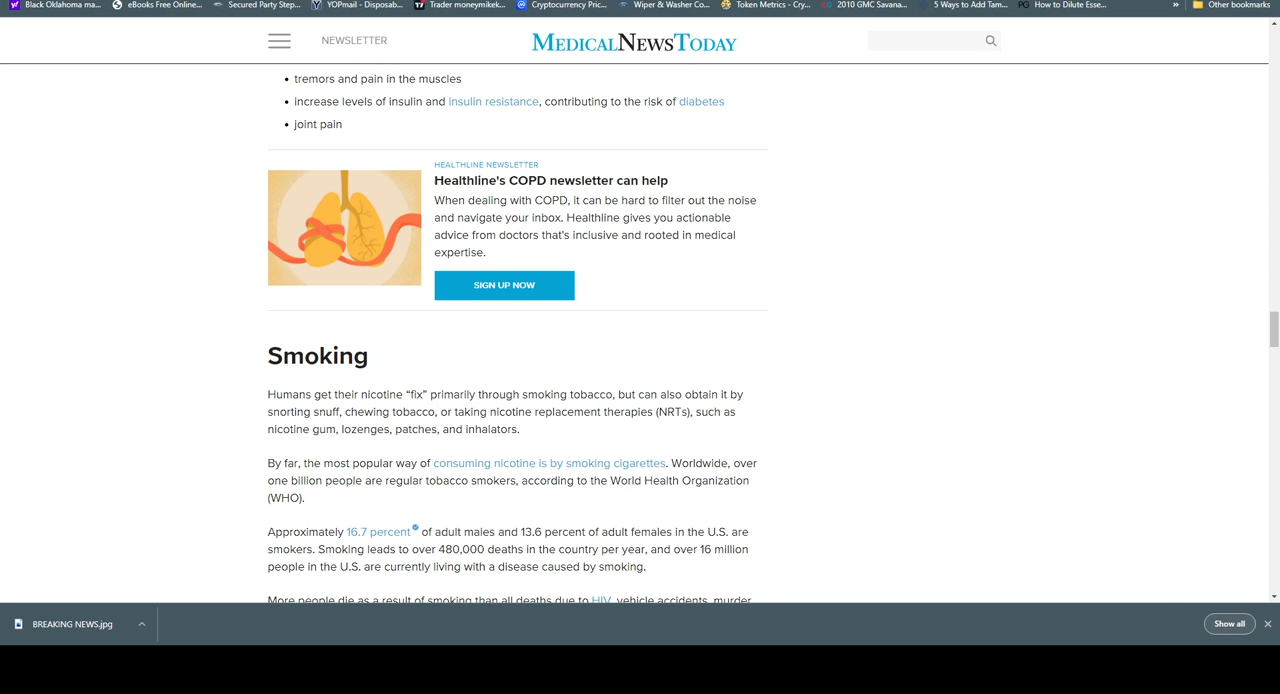 Black Oklahoma ma...
eBooks Free Online...
Secured Party Step...
YOPmail - Disposab...
Trader moneymikek...
Cryptocurrency Pric...
Wiper & Washer Co...
Token Metrics - Cry...
2010 GMC Savana...
5 Ways to Add Tam...
PG How to Dilute Esse...
»
Other bookmarks
NEWSLETTER
MEDICALNEWSTODAY
• tremors and pain in the muscles
• increase levels of insulin and insulin resistance, contributing to the risk of diabetes
• joint pain
HEALTHLINE NEWSLETTER
Healthline's COPD newsletter can help
When dealing with COPD, it can be hard to filter out the noise
and navigate your inbox. Healthline gives you actionable
advice from doctors that's inclusive and rooted in medical
expertise.
SIGN UP NOW
Smoking
Humans get their nicotine “fix” primarily through smoking tobacco, but can also obtain it by
snorting snuff, chewing tobacco, or taking nicotine replacement therapies (NRTs), such as
nicotine gum, lozenges, patches, and inhalators.
By far, the most popular way of consuming nicotine is by smoking cigarettes. Worldwide, over
one billion people are regular tobacco smokers, according to the World Health Organization
(WHO).
Approximately 16.7 percent of adult males and 13.6 percent of adult females in the U.S. are
smokers. Smoking leads to over 480,000 deaths in the country per year, and over 16 million
people in the U.S. are currently living with a disease caused by smoking.
More people die as a result of smoking than all deaths due to HIV, vehicle accidents, murder,
BREAKING NEWS.jpg
Show all